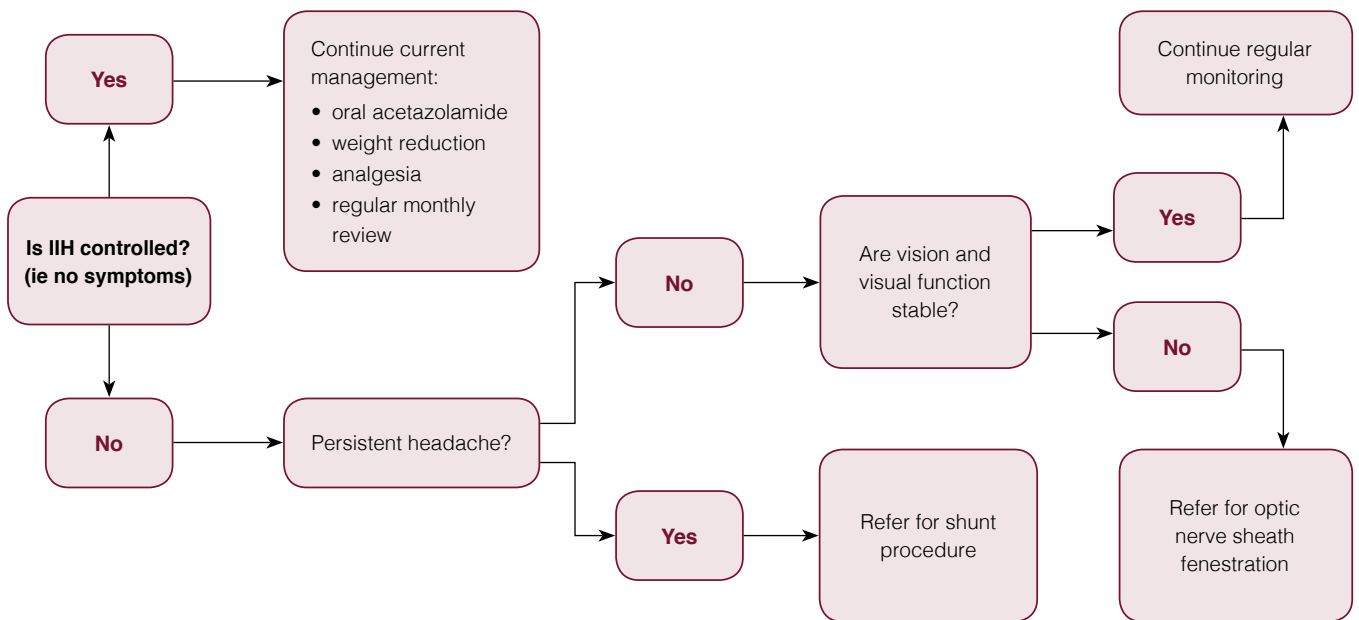 Yes
Continue current
management:
• oral acetazolamide
• weight reduction
• analgesia
• regular monthly
review
Continue regular
monitoring
Is IIH controlled?
(ie no symptoms)
No
Are vision and
visual function
stable?
Yes
No
No
Persistent headache?
Yes
Refer for shunt
procedure
Refer for optic
nerve sheath
fenestration